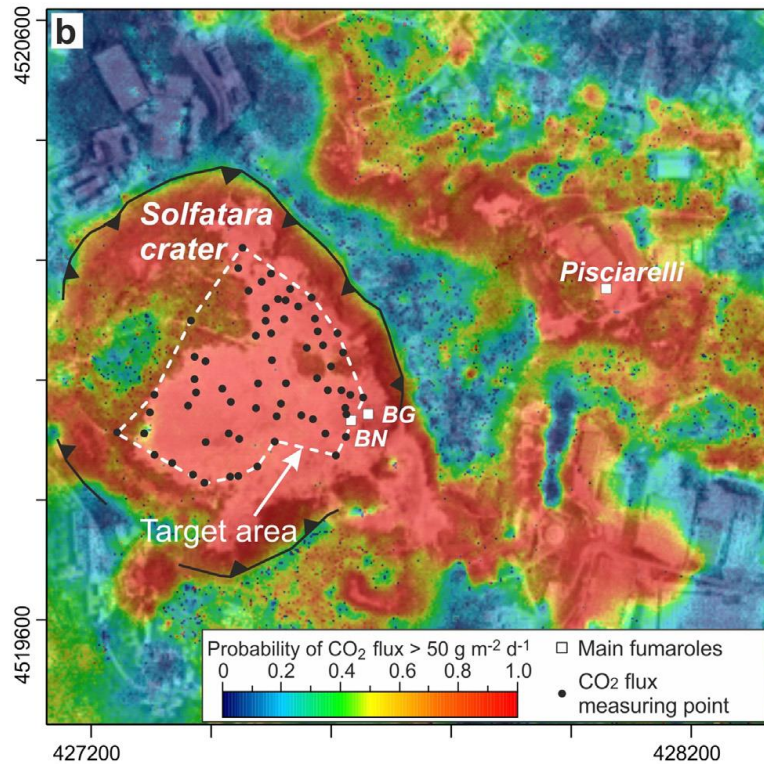 b
4520600
Solfatara
crater
Pisciarelli
BG
BN
Target area
4519600
Probability of CO₂ flux > 50 g m⁻² d⁻¹
0 0.2 0.4 0.6 0.8 1.0
Main fumaroles
CO₂ flux
measuring point
427200
428200